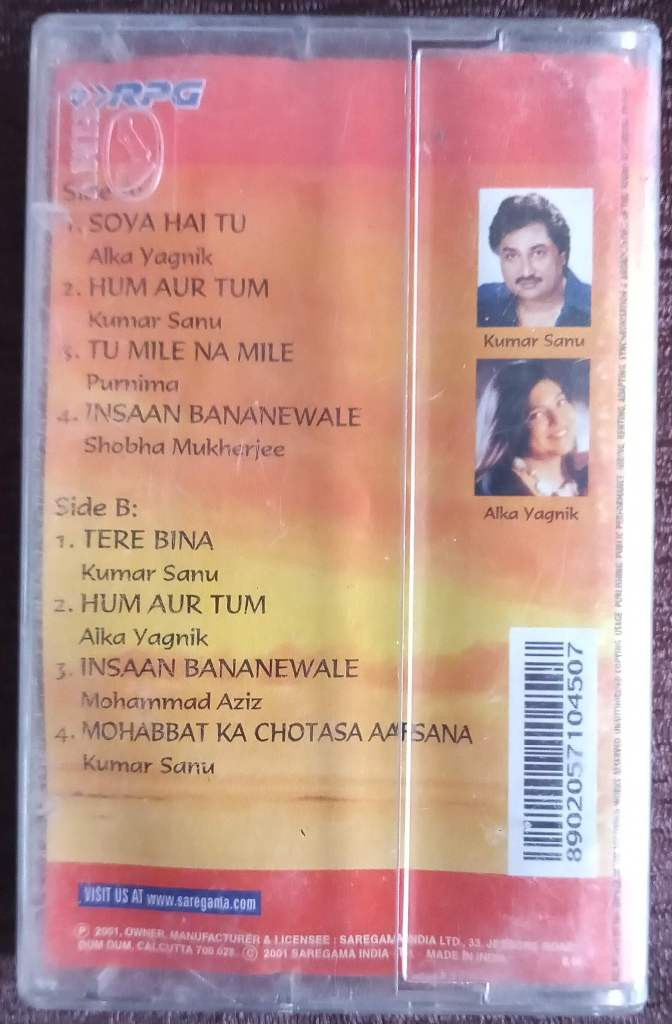 RPG
Side
1. SOYA HAI TU
Alka Yagnik
2. HUM AUR TUM
Kumar Sanu
3. TU MILE NA MILE
Purnima
4. INSAAN BANANEWALE
Shobha Mukherjee
Side B:
1. TERE BINA
Kumar Sanu
2. HUM AUR TUM
Alka Yagnik
3. INSAAN BANANEWALE
Mohammad Aziz
4. MOHABBAT KA CHOTASA AAFSANA
Kumar Sanu
Kumar Sanu
Alka Yagnik
8902057104507
VISIT US AT www.saregama.com
℗ 2001, OWNER, MANUFACTURER & LICENSEE : SAREGAMA INDIA LTD., 33, JESSORE ROAD,
DUM DUM, CALCUTTA 700 028. © 2001 SAREGAMA INDIA MADE IN INDIA